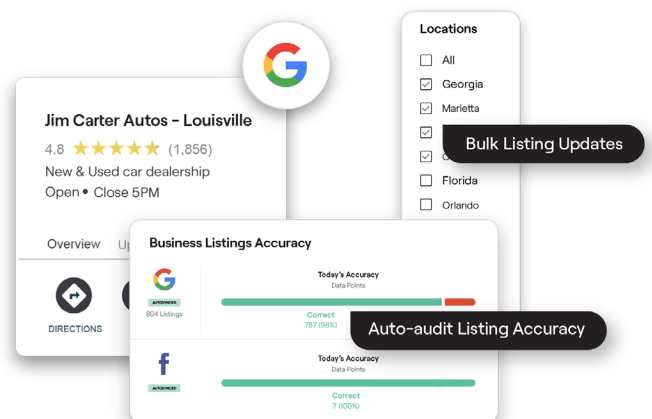 Jim Carter Autos - Louisville
4.8 ★★★★★ (1,856)
New & Used car dealership
Open • Close 5PM
Overview
DIRECTIONS
Locations
All
Georgia
Marietta
Florida
Orlando
Bulk Listing Updates
Business Listings Accuracy
AUTOSYNCED
804 Listings
Today's Accuracy
Data Points
Correct
787 (98%)
Auto-audit Listing Accuracy
AUTOSYNCED
Today's Accuracy
Data Points
Correct
7 (100%)